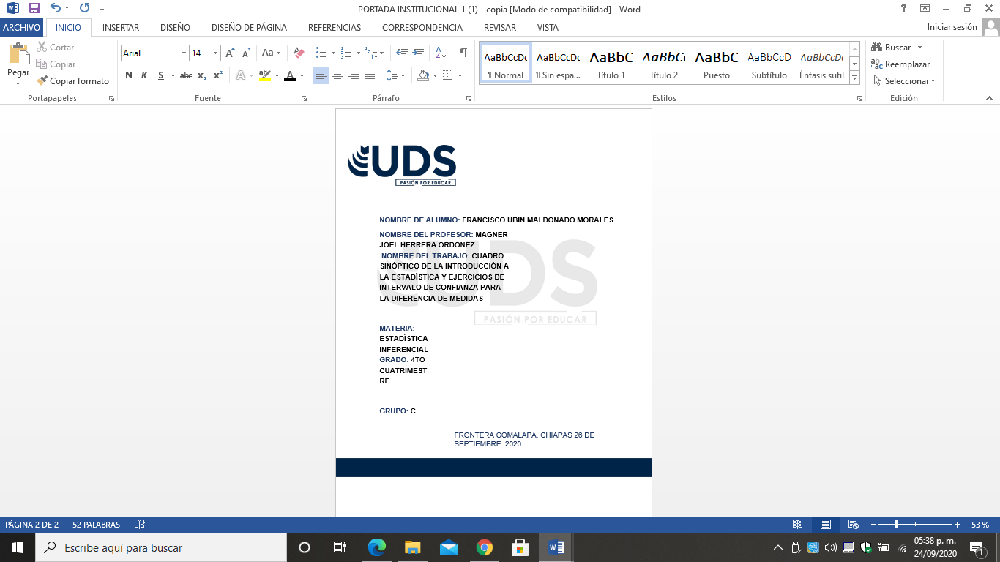 PORTADA INSTITUCIONAL 1 (1) - copia [Modo de compatibilidad] - Word
ARCHIVO INICIO INSERTAR DISEÑO DISEÑO DE PÁGINA REFERENCIAS CORRESPONDENCIA REVISAR VISTA Iniciar sesión
Pegar
Cortar
Copiar
Copiar formato
Portapapeles
Arial 14
Aa
N K S abc x₂ x²
A A
Fuente
Párrafo
AaBbCcDc AaBbCcDc AaBbC AaBbCc AaBbC AaBbCcD AaBbCcDc
¶ Normal ¶ Sin espa... Título 1 Título 2 Puesto Subtítulo Énfasis sutil
Estilos
Buscar
Reemplazar
Seleccionar
Edición
UDS
PASIÓN POR EDUCAR
NOMBRE DE ALUMNO: FRANCISCO UBIN MALDONADO MORALES.
NOMBRE DEL PROFESOR: MAGNER
JOEL HERRERA ORDOÑEZ
NOMBRE DEL TRABAJO: CUADRO
SINÓPTICO DE LA INTRODUCCIÓN A
LA ESTADÌSTICA Y EJERCICIOS DE
INTERVALO DE CONFIANZA PARA
LA DIFERENCIA DE MEDIDAS
UDS
PASIÓN POR EDUCAR
MATERIA:
ESTADÌSTICA
INFERENCIAL
GRADO: 4TO
CUATRIMEST
RE
GRUPO: C
FRONTERA COMALAPA, CHIAPAS 26 DE
SEPTIEMBRE 2020
PÁGINA 2 DE 2 52 PALABRAS 53 %
Escribe aquí para buscar
05:38 p. m.
24/09/2020
1